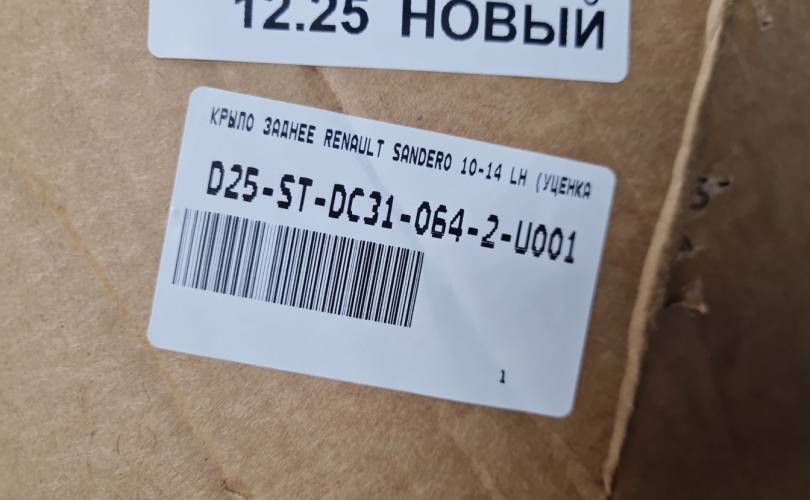 12.25 НОВЫЙ
КРЫЛО ЗАДНЕЕ RENAULT SANDERO 10-14 LH (УЦЕНКА
D25-ST-DC31-064-2-U001
1